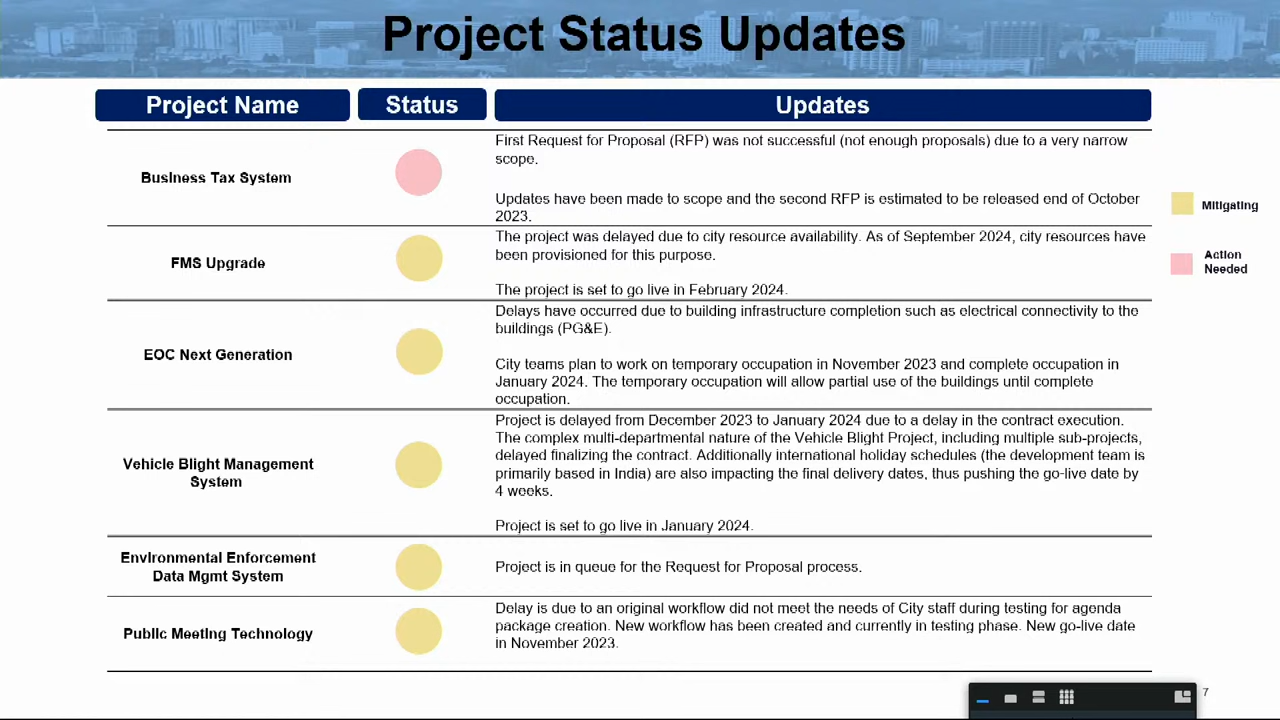 Project Status Updates
Project Name
Status
Updates
Business Tax System
First Request for Proposal (RFP) was not successful (not enough proposals) due to a very narrow
scope.
Updates have been made to scope and the second RFP is estimated to be released end of October
2023.
FMS Upgrade
The project was delayed due to city resource availability. As of September 2024, city resources have
been provisioned for this purpose.
The project is set to go live in February 2024.
EOC Next Generation
Delays have occurred due to building infrastructure completion such as electrical connectivity to the
buildings (PG&E).
City teams plan to work on temporary occupation in November 2023 and complete occupation in
January 2024. The temporary occupation will allow partial use of the buildings until complete
occupation.
Vehicle Blight Management
System
Project is delayed from December 2023 to January 2024 due to a delay in the contract execution.
The complex multi-departmental nature of the Vehicle Blight Project, including multiple sub-projects,
delayed finalizing the contract. Additionally international holiday schedules (the development team is
primarily based in India) are also impacting the final delivery dates, thus pushing the go-live date by
4 weeks.
Project is set to go live in January 2024.
Environmental Enforcement
Data Mgmt System
Project is in queue for the Request for Proposal process.
Public Meeting Technology
Delay is due to an original workflow did not meet the needs of City staff during testing for agenda
package creation. New workflow has been created and currently in testing phase. New go-live date
in November 2023.
Mitigating
Action
Needed
7